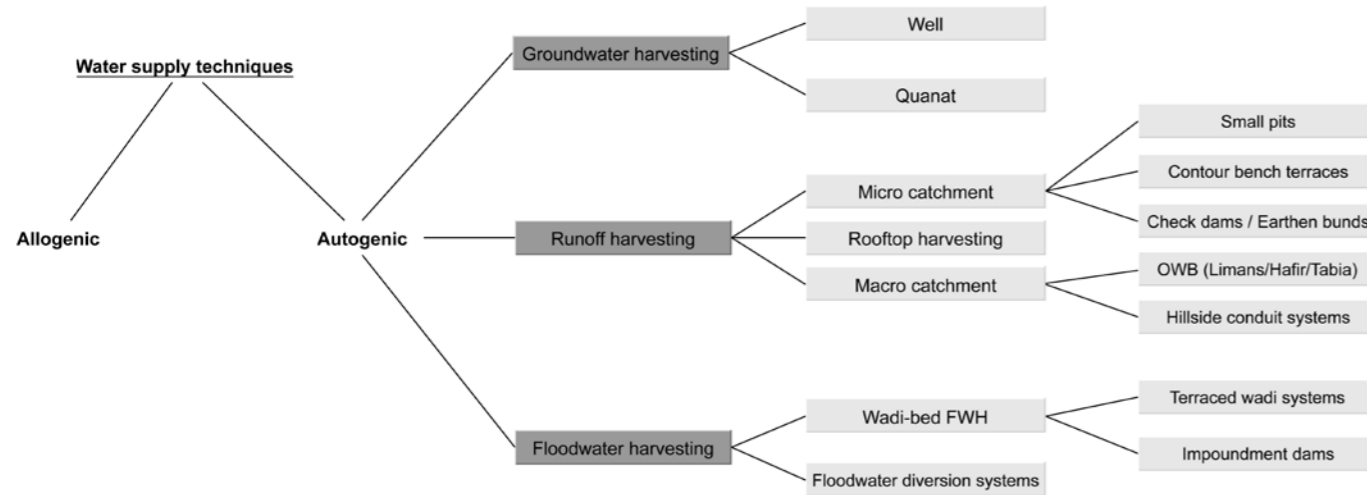 Water supply techniques
Allogenic
Autogenic
Groundwater harvesting
Well
Quanat
Runoff harvesting
Micro catchment
Small pits
Contour bench terraces
Check dams / Earthen bunds
Rooftop harvesting
Macro catchment
OWB (Limans/Hafir/Tabia)
Hillside conduit systems
Floodwater harvesting
Wadi-bed FWH
Terraced wadi systems
Impoundment dams
Floodwater diversion systems